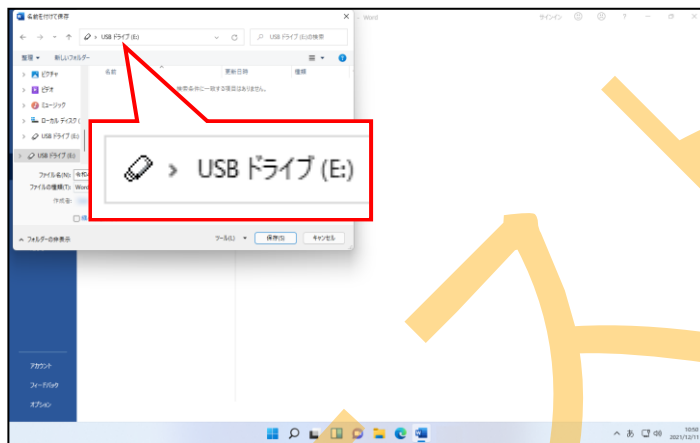 名前を付けて保存
Word
サインイン
USB ドライブ (E:)
USB ドライブ (E:)の検索
整理
新しいフォルダー
名前
更新日時
種類
検索条件に一致する項目はありません。
ピクチャ
ビデオ
ミュージック
ローカル ディスク (
USB ドライブ (E:)
USB ドライブ (E:)
USB ドライブ (E:)
ファイル名(N):
ファイルの種類(T): Word
作成者:
フォルダーの非表示
ツール(L)
保存(S)
キャンセル
アカウント
フィードバック
オプション
あ
10:50
2021/12/13